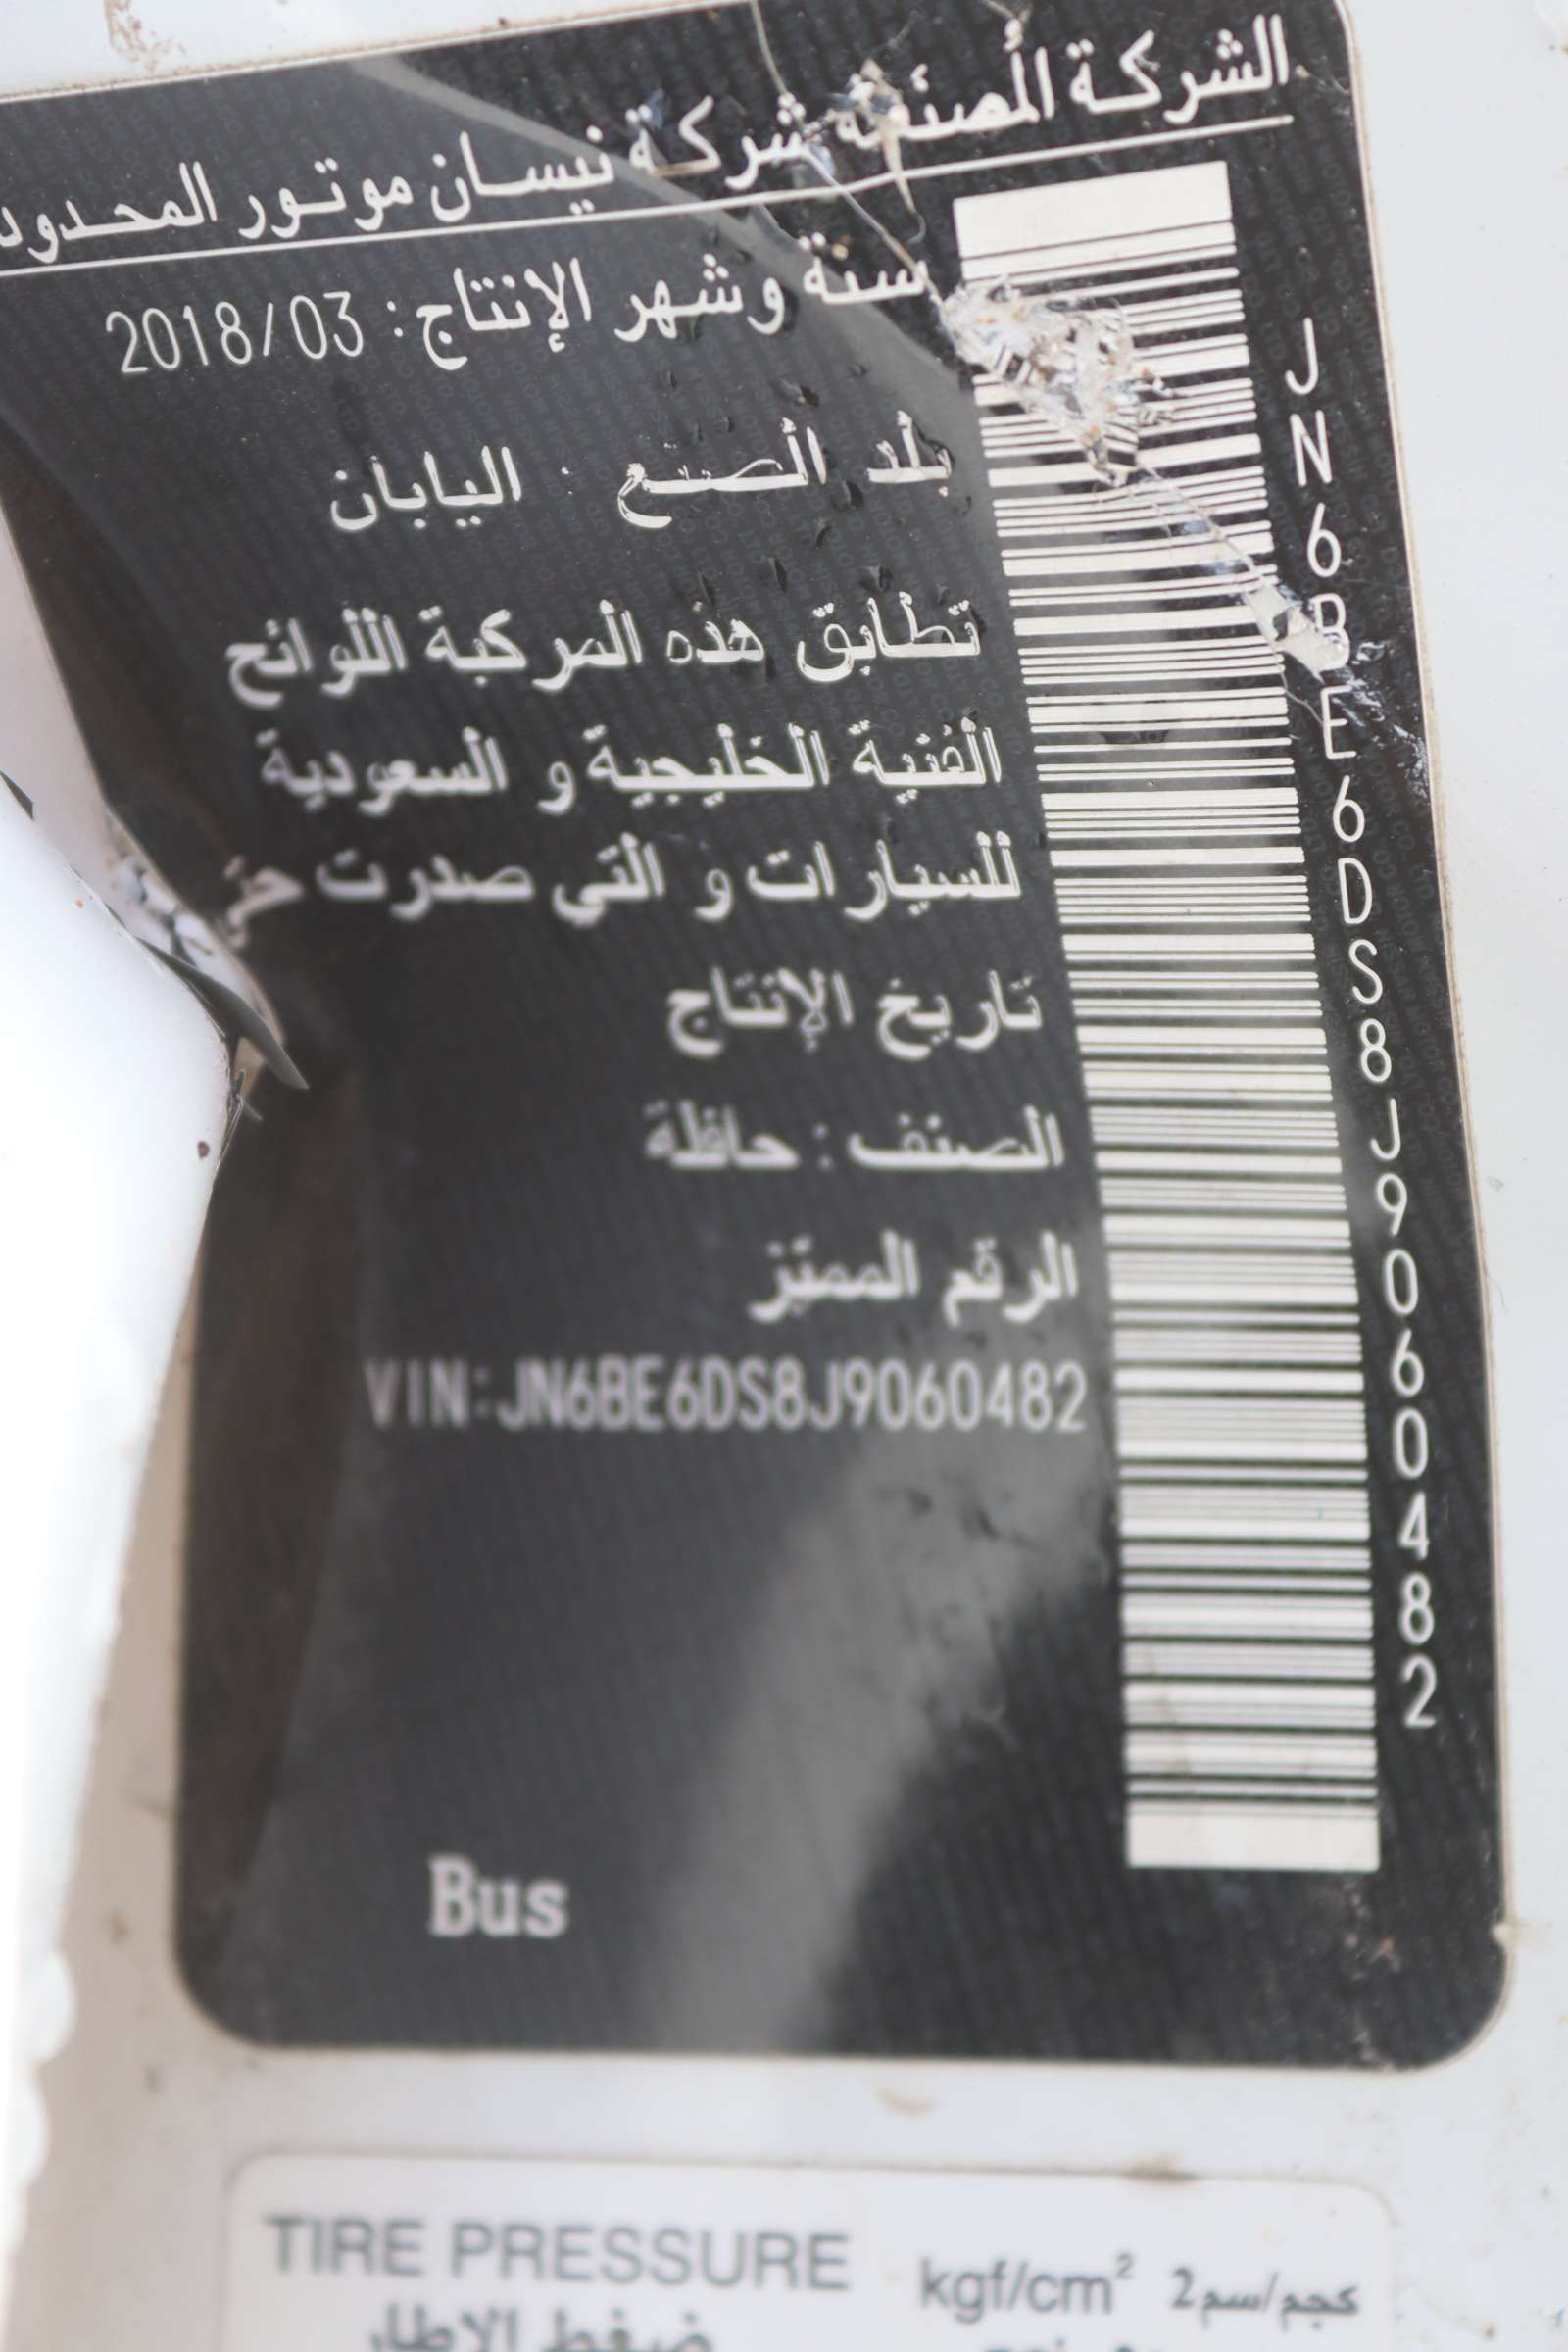 الشركة المصنعة شركة نيسان موتور المحدود
سنة وشهر الإنتاج: 2018/03
بلد الصنع : اليابان
تطابق هذه المركبة اللوائح
الفنية الخليجية و السعودية
للسيارات و التي صدرت
تاريخ الإنتاج
الصنف : حافلة
الرقم المميز
VIN:JN6BE6DS8J9060482
Bus
JN6BE6DS8J9060482
TIRE PRESSURE kgf/cm² كجم/سم2
ضغط الإطار